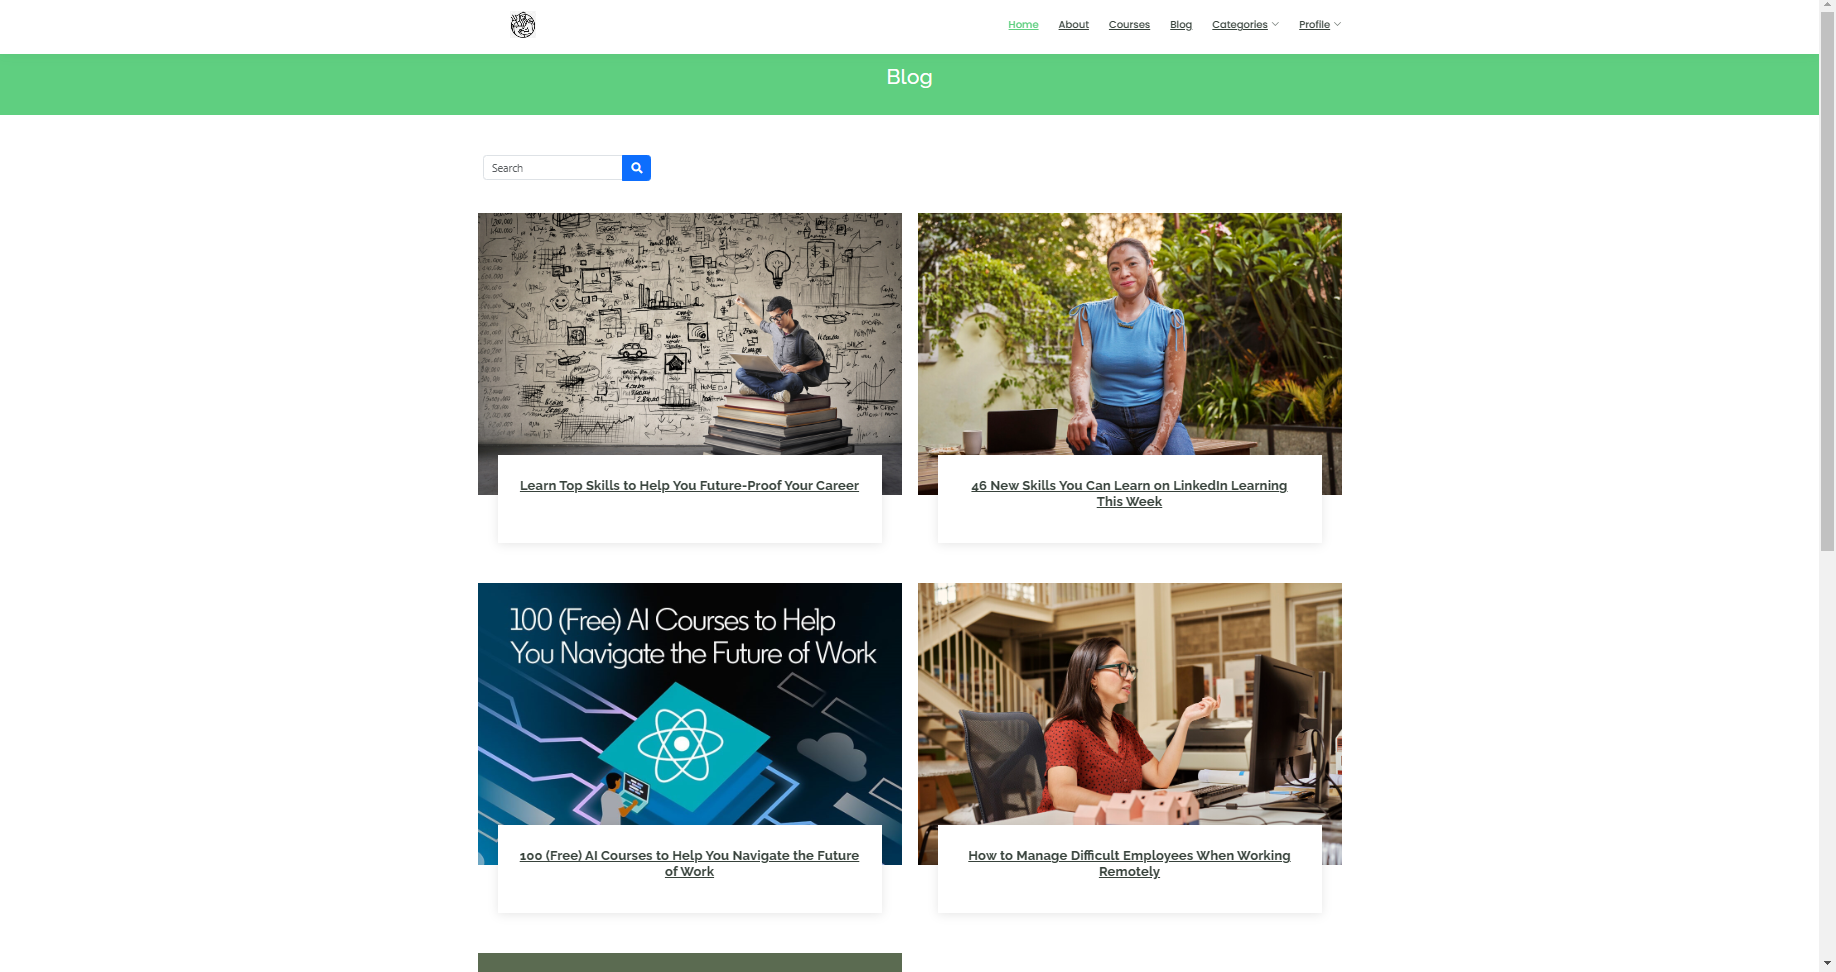 Home About Courses Blog Categories Profile
Blog
Search
Learn Top Skills to Help You Future-Proof Your Career
46 New Skills You Can Learn on LinkedIn Learning
This Week
100 (Free) AI Courses to Help
You Navigate the Future of Work
100 (Free) AI Courses to Help You Navigate the Future
of Work
How to Manage Difficult Employees When Working
Remotely